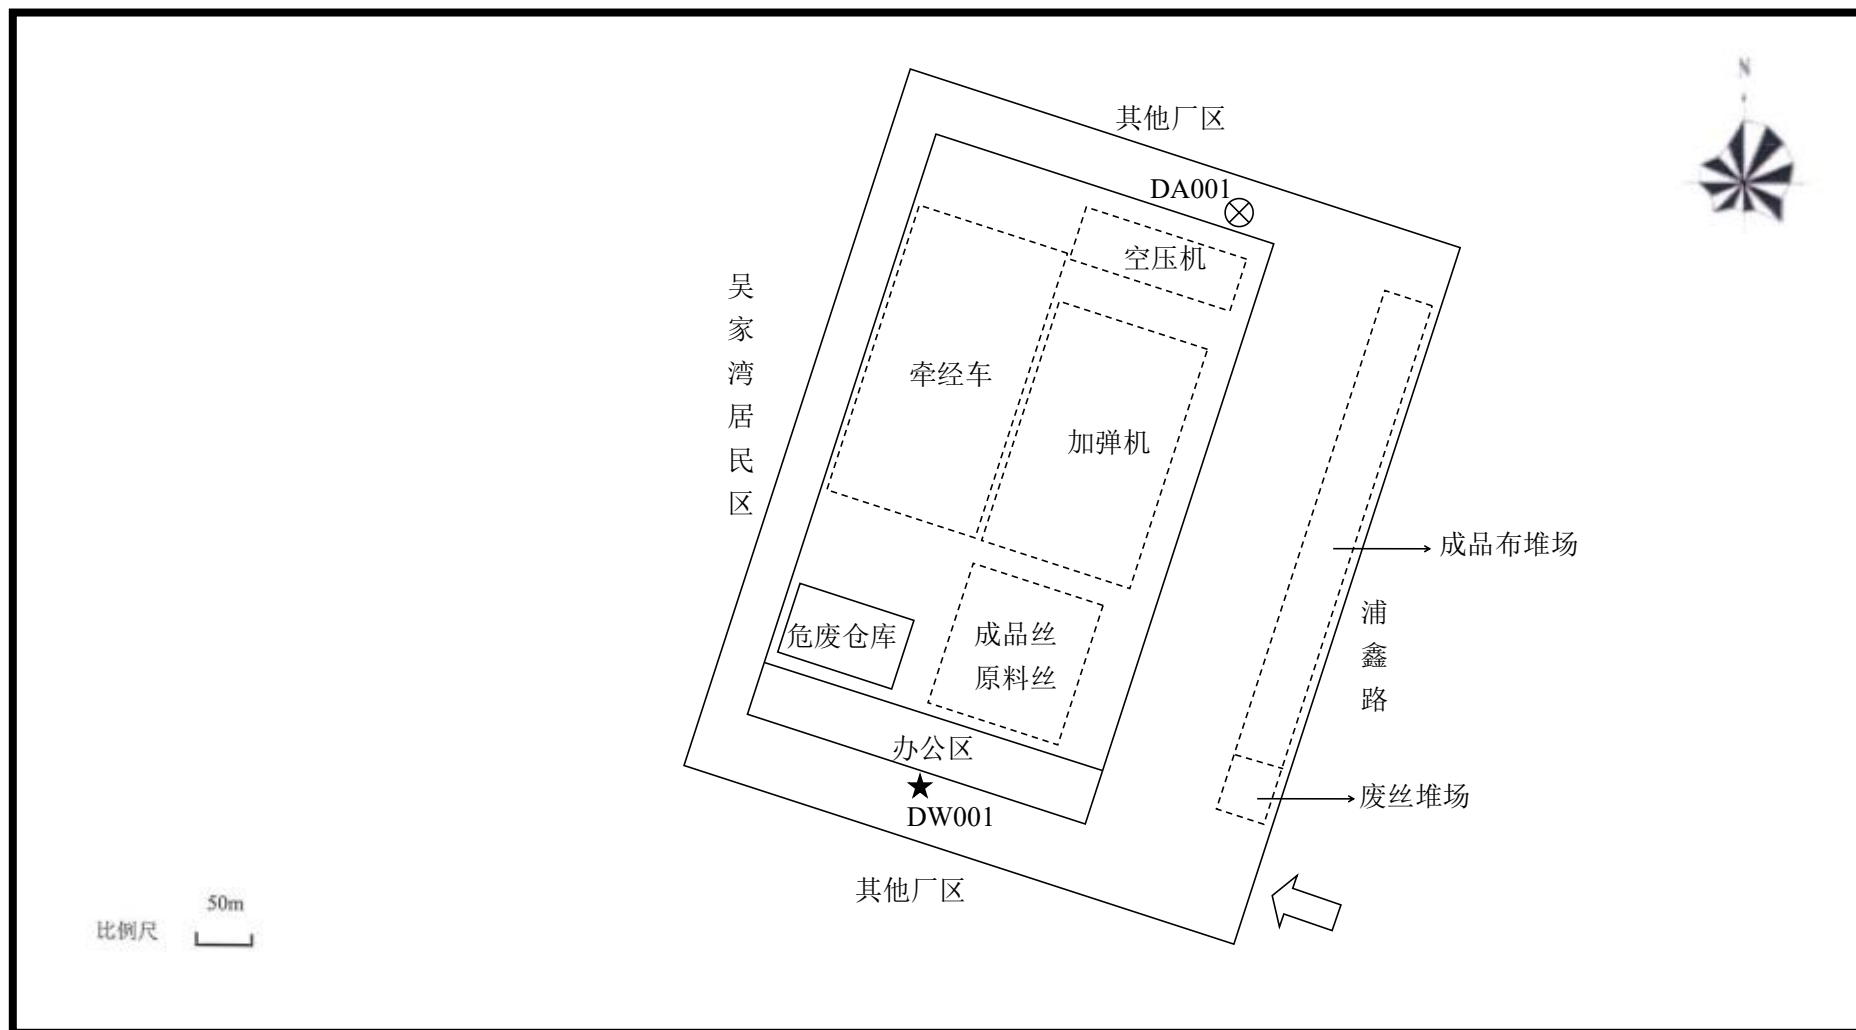 N
其他厂区
DA001
空压机
吴家湾居民区
牵经车
加弹机
成品布堆场
浦鑫路
危废仓库
成品丝
原料丝
办公区
废丝堆场
DW001
其他厂区
50m
比例尺